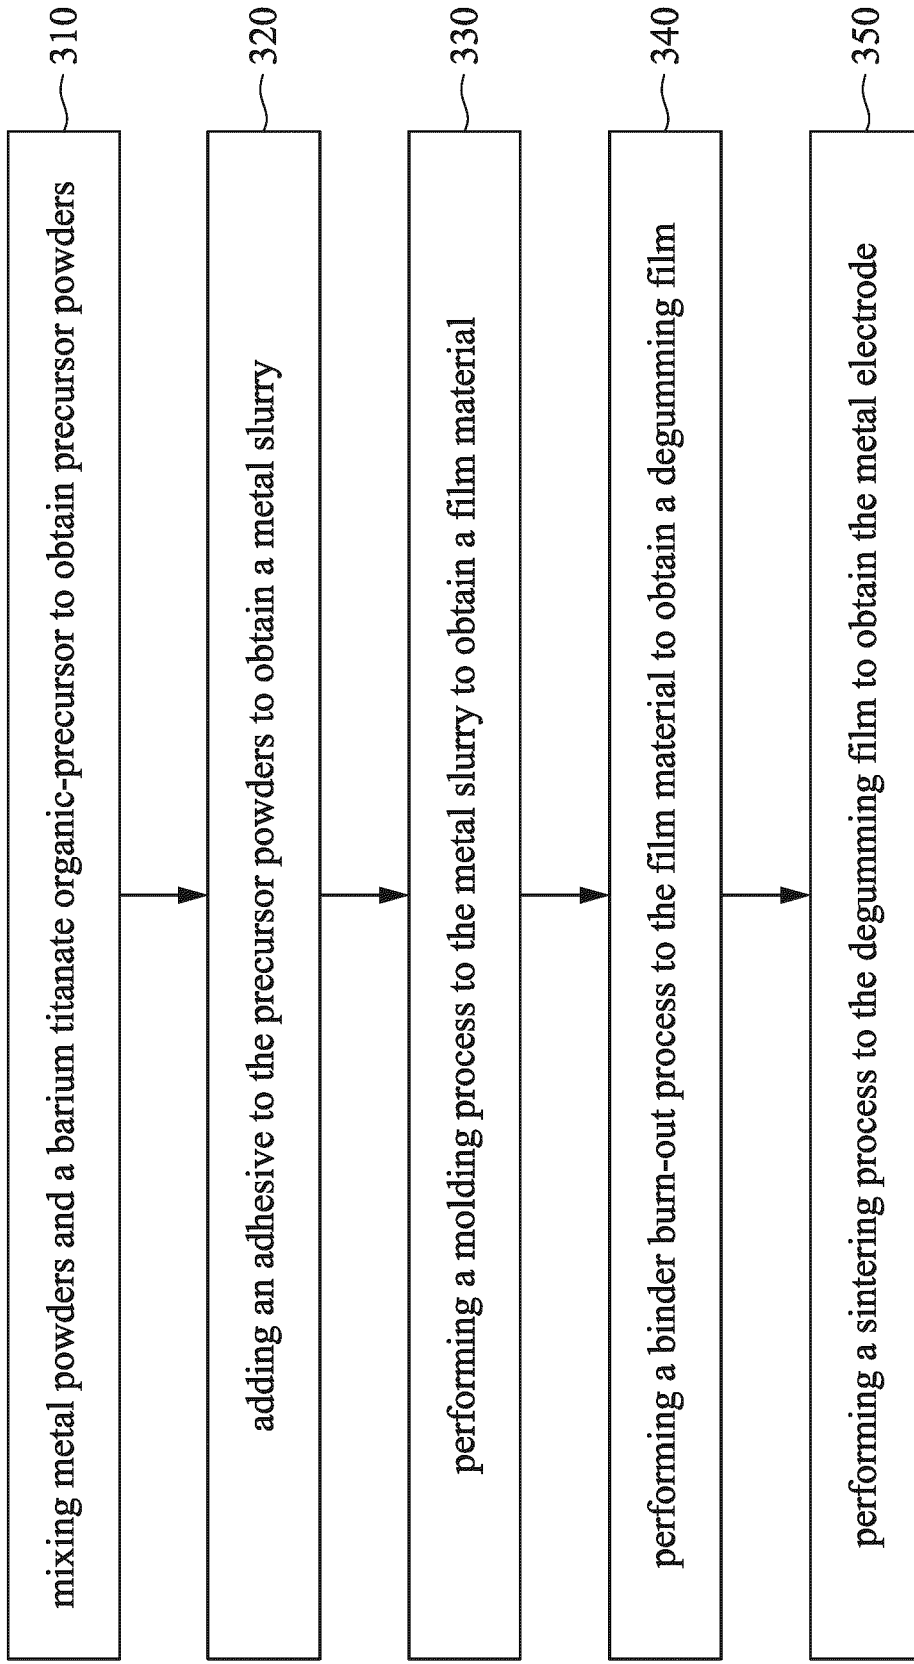 mixing metal powders and a barium titanate organic-precursor to obtain precursor powders
310
adding an adhesive to the precursor powders to obtain a metal slurry
320
performing a molding process to the metal slurry to obtain a film material
330
performing a binder burn-out process to the film material to obtain a degumming film
340
performing a sintering process to the degumming film to obtain the metal electrode
350